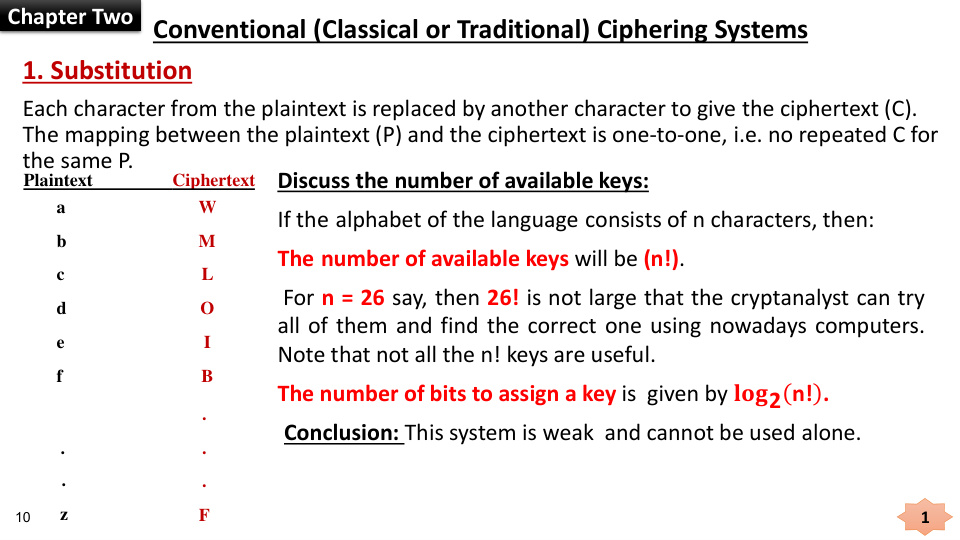 Chapter Two
Conventional (Classical or Traditional) Ciphering Systems
1. Substitution
Each character from the plaintext is replaced by another character to give the ciphertext (C).
The mapping between the plaintext (P) and the ciphertext is one-to-one, i.e. no repeated C for
the same P.
Plaintext Ciphertext
a W
b M
c L
d O
e I
f B
.
. .
. .
z F
Discuss the number of available keys:
If the alphabet of the language consists of n characters, then:
The number of available keys will be (n!).
For n = 26 say, then 26! is not large that the cryptanalyst can try
all of them and find the correct one using nowadays computers.
Note that not all the n! keys are useful.
The number of bits to assign a key is given by log₂(n!).
Conclusion: This system is weak and cannot be used alone.
10
1